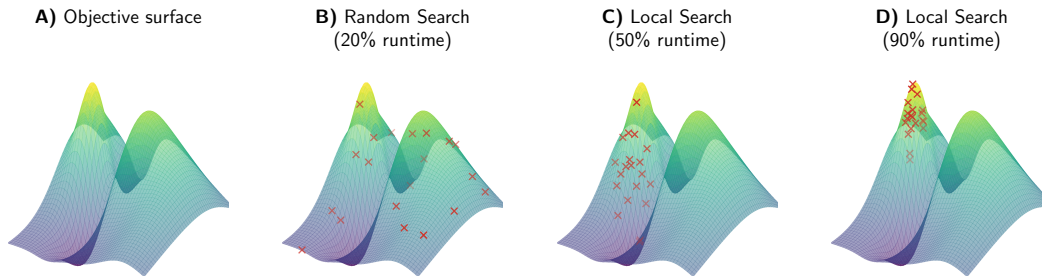 A) Objective surface
B) Random Search
(20% runtime)
C) Local Search
(50% runtime)
D) Local Search
(90% runtime)